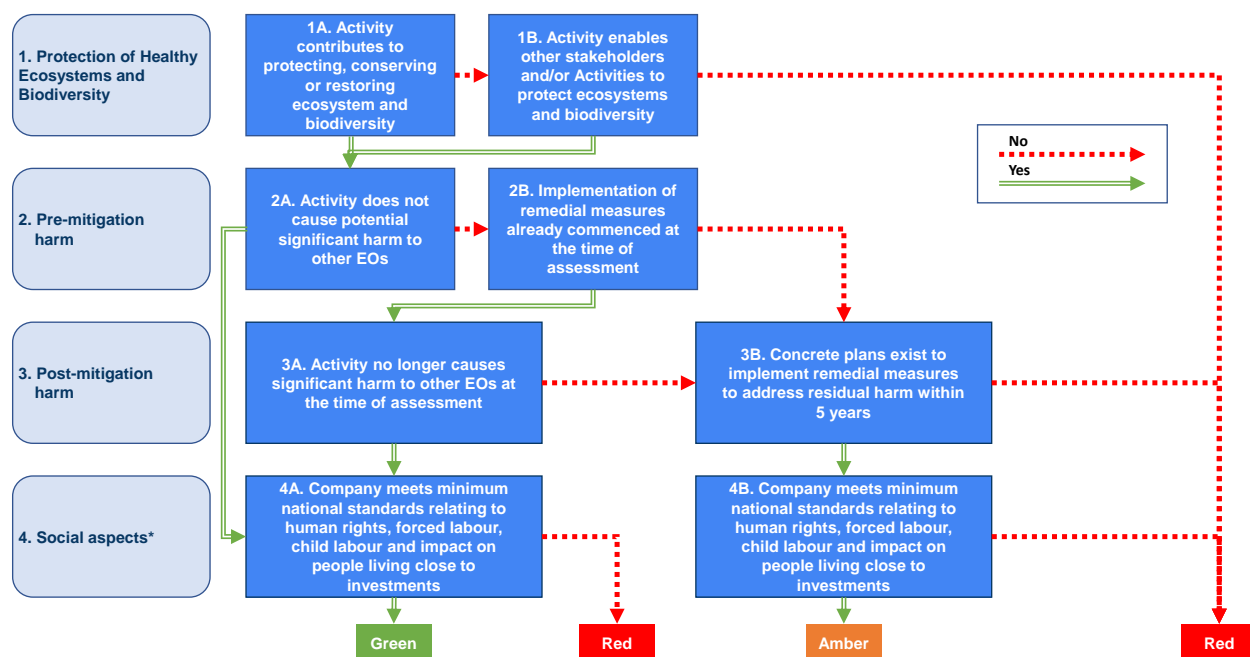 1. Protection of Healthy
Ecosystems and
Biodiversity
1A. Activity
contributes to
protecting, conserving
or restoring
ecosystem and
biodiversity
1B. Activity enables
other stakeholders
and/or Activities to
protect ecosystems
and biodiversity
No
Yes
2. Pre-mitigation
harm
2A. Activity does not
cause potential
significant harm to
other EOs
2B. Implementation of
remedial measures
already commenced at
the time of
assessment
3. Post-mitigation
harm
3A. Activity no longer causes
significant harm to other EOs at
the time of assessment
3B. Concrete plans exist to
implement remedial measures
to address residual harm within
5 years
4. Social aspects*
4A. Company meets minimum
national standards relating to
human rights, forced labour,
child labour and impact on
people living close to
investments
4B. Company meets minimum
national standards relating to
human rights, forced labour,
child labour and impact on
people living close to
investments
Green
Red
Amber
Red